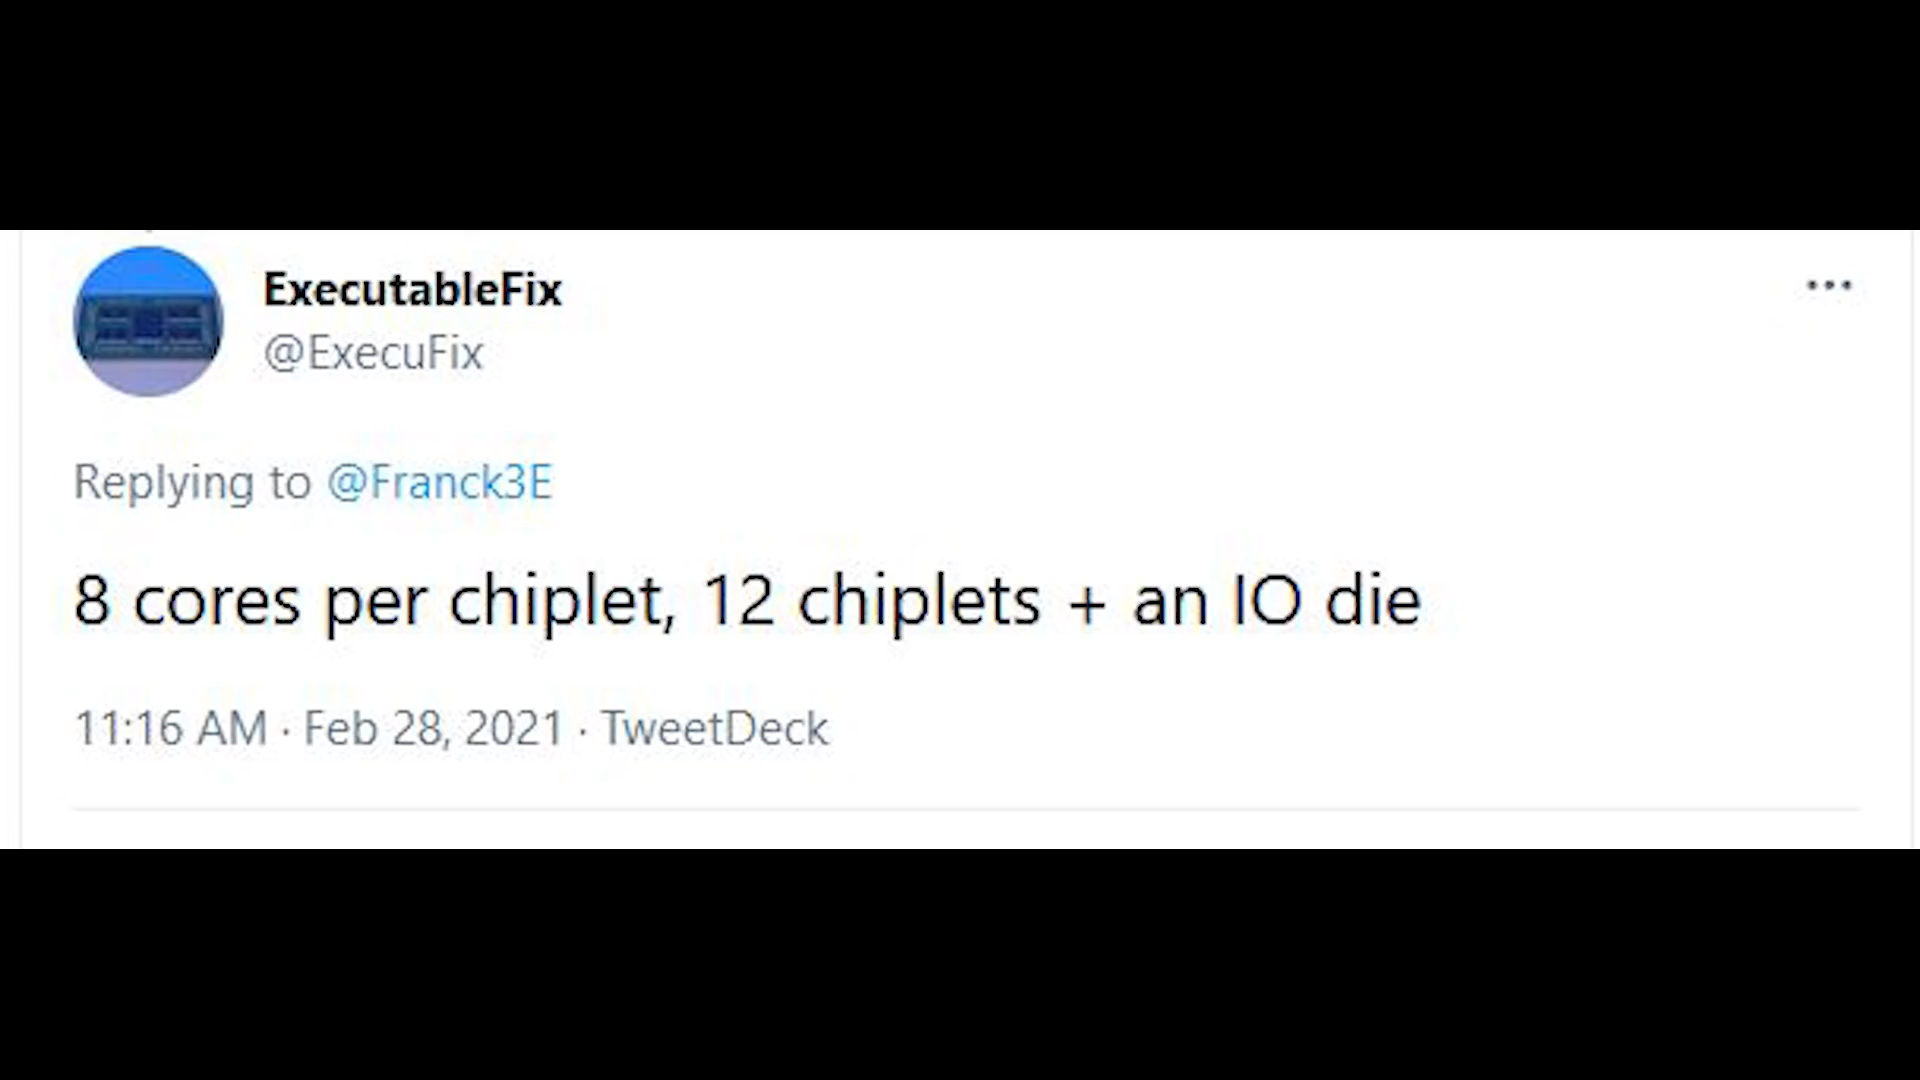 ExecutableFix
@ExecuFix
Replying to @Franck3E
8 cores per chiplet, 12 chiplets + an IO die
11:16 AM · Feb 28, 2021 · TweetDeck